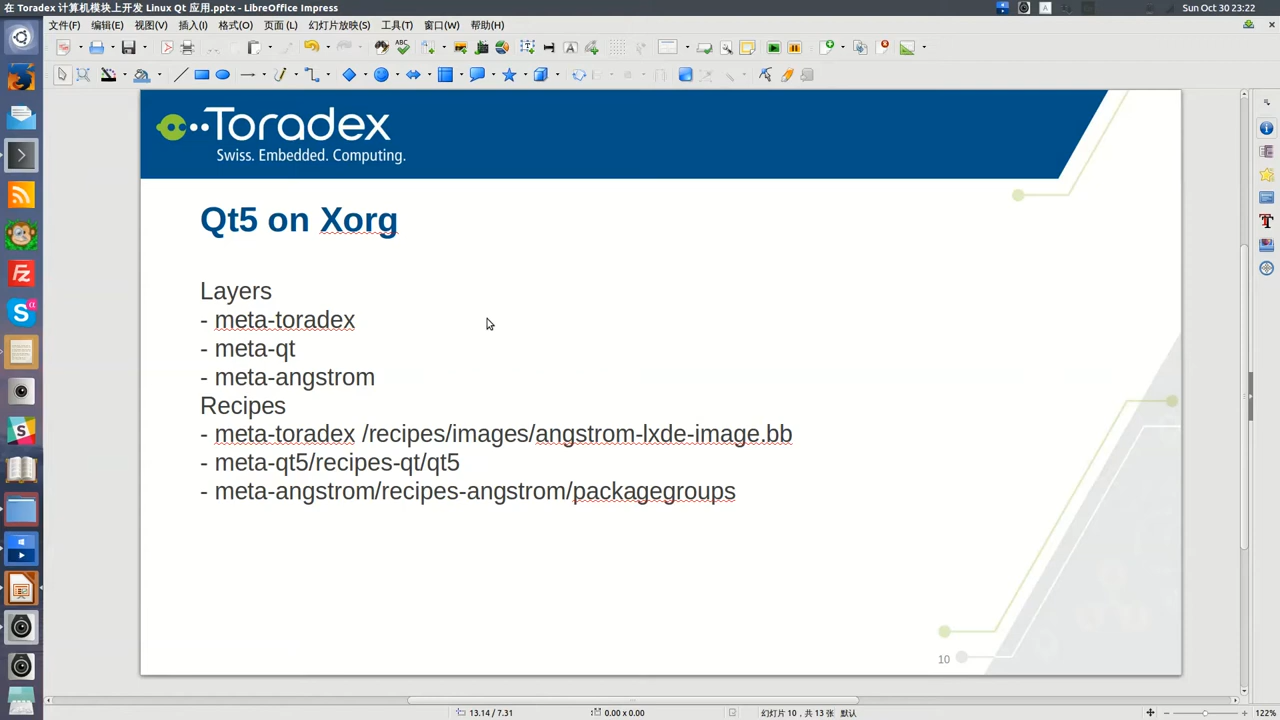 在 Toradex 计算机模块上开发 Linux Qt 应用.pptx - LibreOffice Impress
Sun Oct 30 23:22
文件(F) 编辑(E) 视图(V) 插入(I) 格式(O) 页面 (L) 幻灯片放映(S) 工具(T) 窗口(W) 帮助(H)
Toradex
Swiss. Embedded. Computing.
Qt5 on Xorg
Layers
- meta-toradex
- meta-qt
- meta-angstrom
Recipes
- meta-toradex /recipes/images/angstrom-lxde-image.bb
- meta-qt5/recipes-qt/qt5
- meta-angstrom/recipes-angstrom/packagegroups
10
13.14 / 7.31
0.00 x 0.00
幻灯片 10，共 13 张 默认
122%